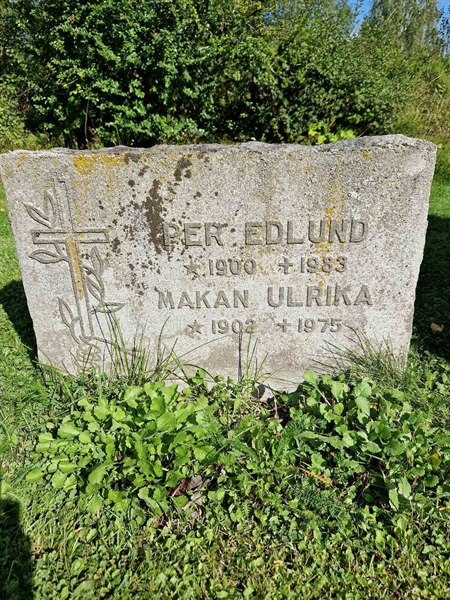 PER EDLUND
* 1900 + 1983
MAKAN ULRIKA
* 1902 + 1975